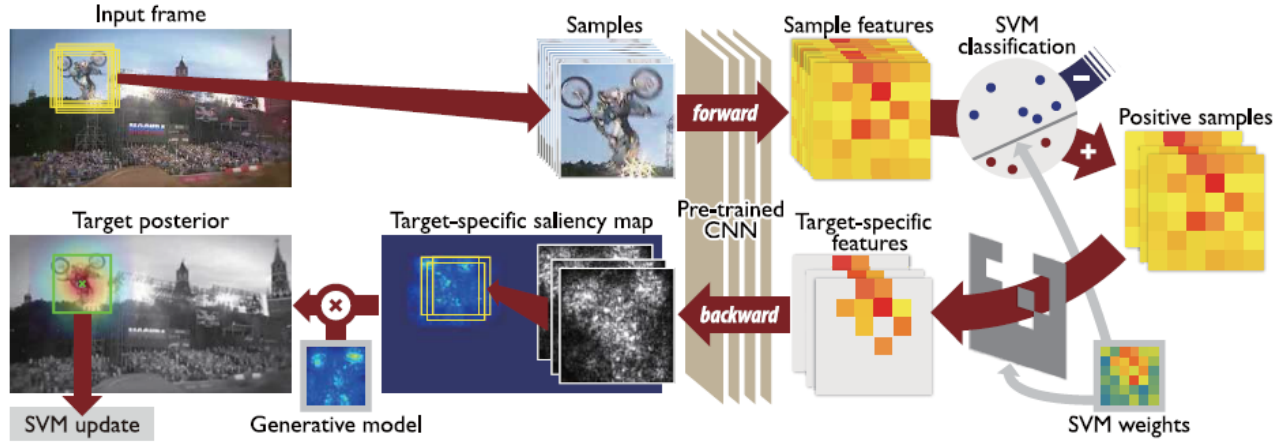 Input frame
Samples
Sample features
SVM
classification
forward
−
+
Positive samples
Target posterior
Target-specific saliency map
Pre-trained
CNN
Target-specific
features
backward
×
SVM update
Generative model
SVM weights